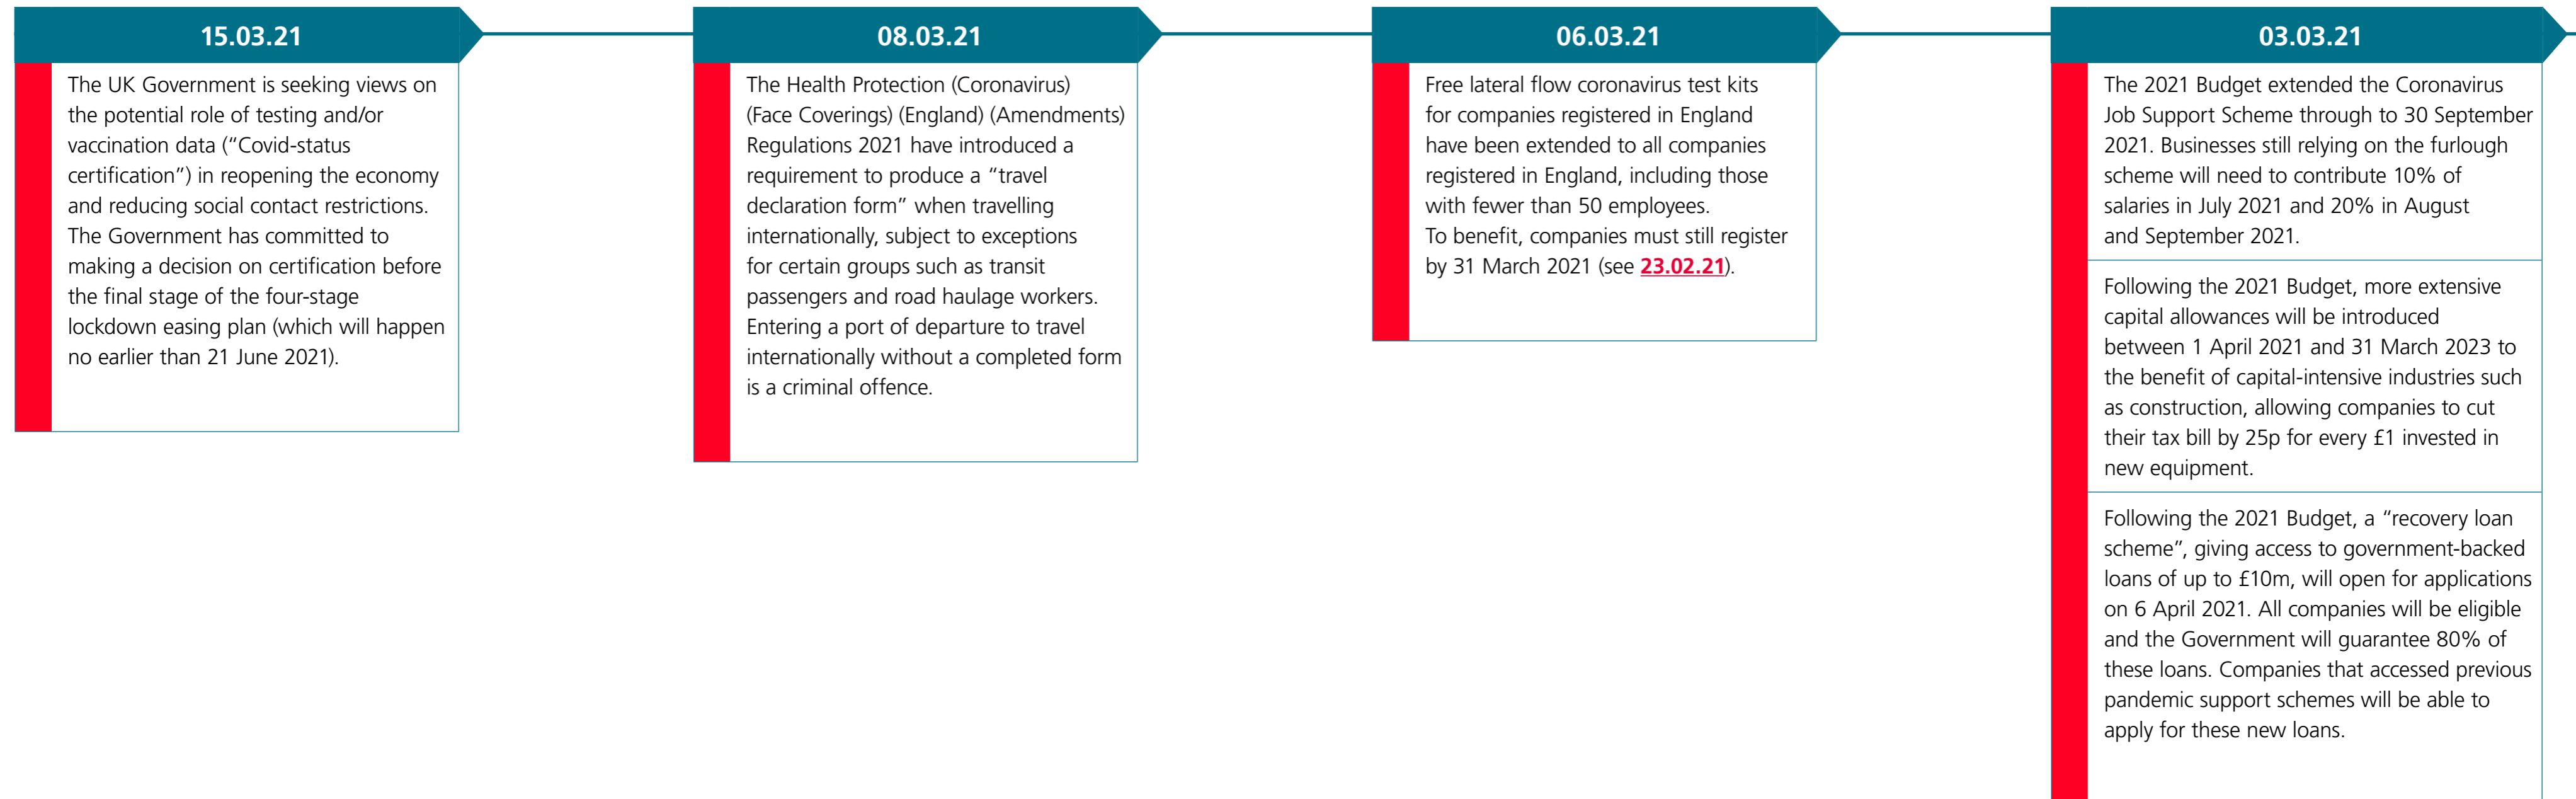 15.03.21
The UK Government is seeking views on
the potential role of testing and/or
vaccination data (“Covid-status
certification”) in reopening the economy
and reducing social contact restrictions.
The Government has committed to
making a decision on certification before
the final stage of the four-stage
lockdown easing plan (which will happen
no earlier than 21 June 2021).
08.03.21
The Health Protection (Coronavirus)
(Face Coverings) (England) (Amendments)
Regulations 2021 have introduced a
requirement to produce a “travel
declaration form” when travelling
internationally, subject to exceptions
for certain groups such as transit
passengers and road haulage workers.
Entering a port of departure to travel
internationally without a completed form
is a criminal offence.
06.03.21
Free lateral flow coronavirus test kits
for companies registered in England
have been extended to all companies
registered in England, including those
with fewer than 50 employees.
To benefit, companies must still register
by 31 March 2021 (see 23.02.21).
03.03.21
The 2021 Budget extended the Coronavirus
Job Support Scheme through to 30 September
2021. Businesses still relying on the furlough
scheme will need to contribute 10% of
salaries in July 2021 and 20% in August
and September 2021.
Following the 2021 Budget, more extensive
capital allowances will be introduced
between 1 April 2021 and 31 March 2023 to
the benefit of capital-intensive industries such
as construction, allowing companies to cut
their tax bill by 25p for every £1 invested in
new equipment.
Following the 2021 Budget, a “recovery loan
scheme”, giving access to government-backed
loans of up to £10m, will open for applications
on 6 April 2021. All companies will be eligible
and the Government will guarantee 80% of
these loans. Companies that accessed previous
pandemic support schemes will be able to
apply for these new loans.